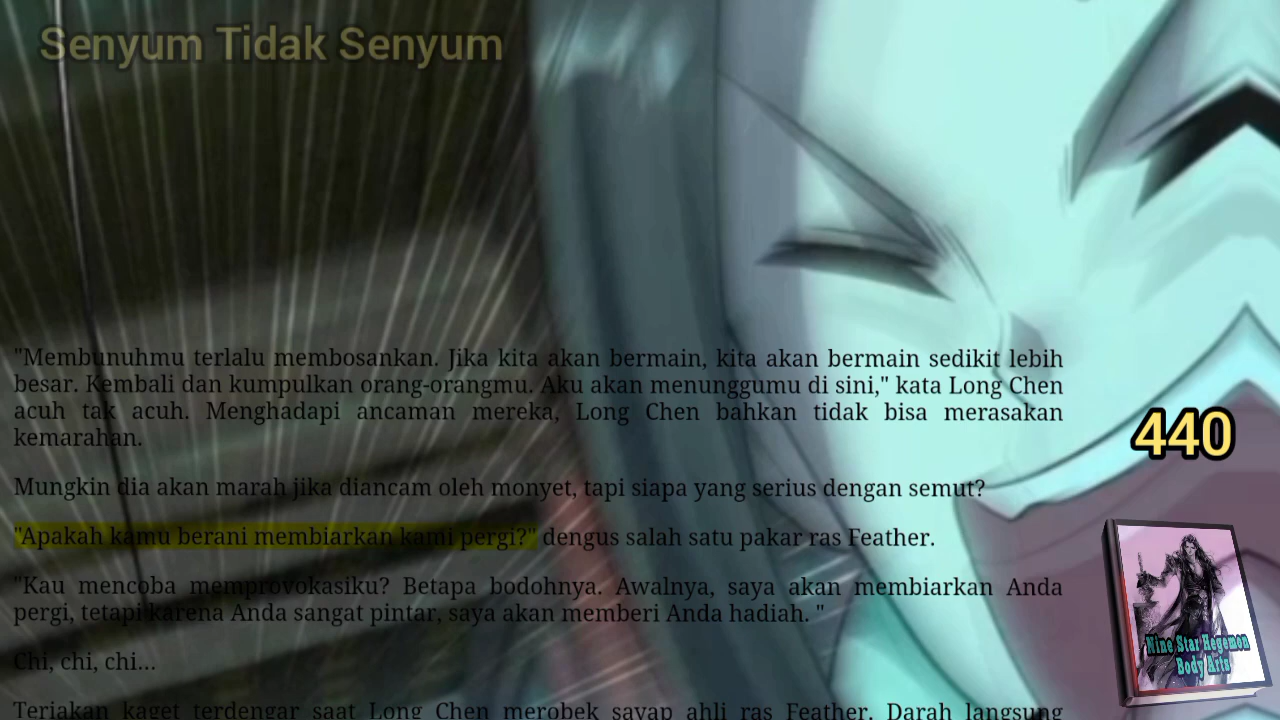 Senyum Tidak Senyum
"Membunuhmu terlalu membosankan. Jika kita akan bermain, kita akan bermain sedikit lebih
besar. Kembali dan kumpulkan orang-orangmu. Aku akan menunggumu di sini," kata Long Chen
acuh tak acuh. Menghadapi ancaman mereka, Long Chen bahkan tidak bisa merasakan
kemarahan.
Mungkin dia akan marah jika diancam oleh monyet, tapi siapa yang serius dengan semut?
"Apakah kamu berani membiarkan kami pergi?" dengus salah satu pakar ras Feather.
"Kau mencoba memprovokasiku? Betapa bodohnya. Awalnya, saya akan membiarkan Anda
pergi, tetapi karena Anda sangat pintar, saya akan memberi Anda hadiah. "
Chi, chi, chi...
Teriakan kaget terdengar saat Long Chen merobek sayap ahli ras Feather. Darah langsung
440
Nine Star Hegemon
Body Arts